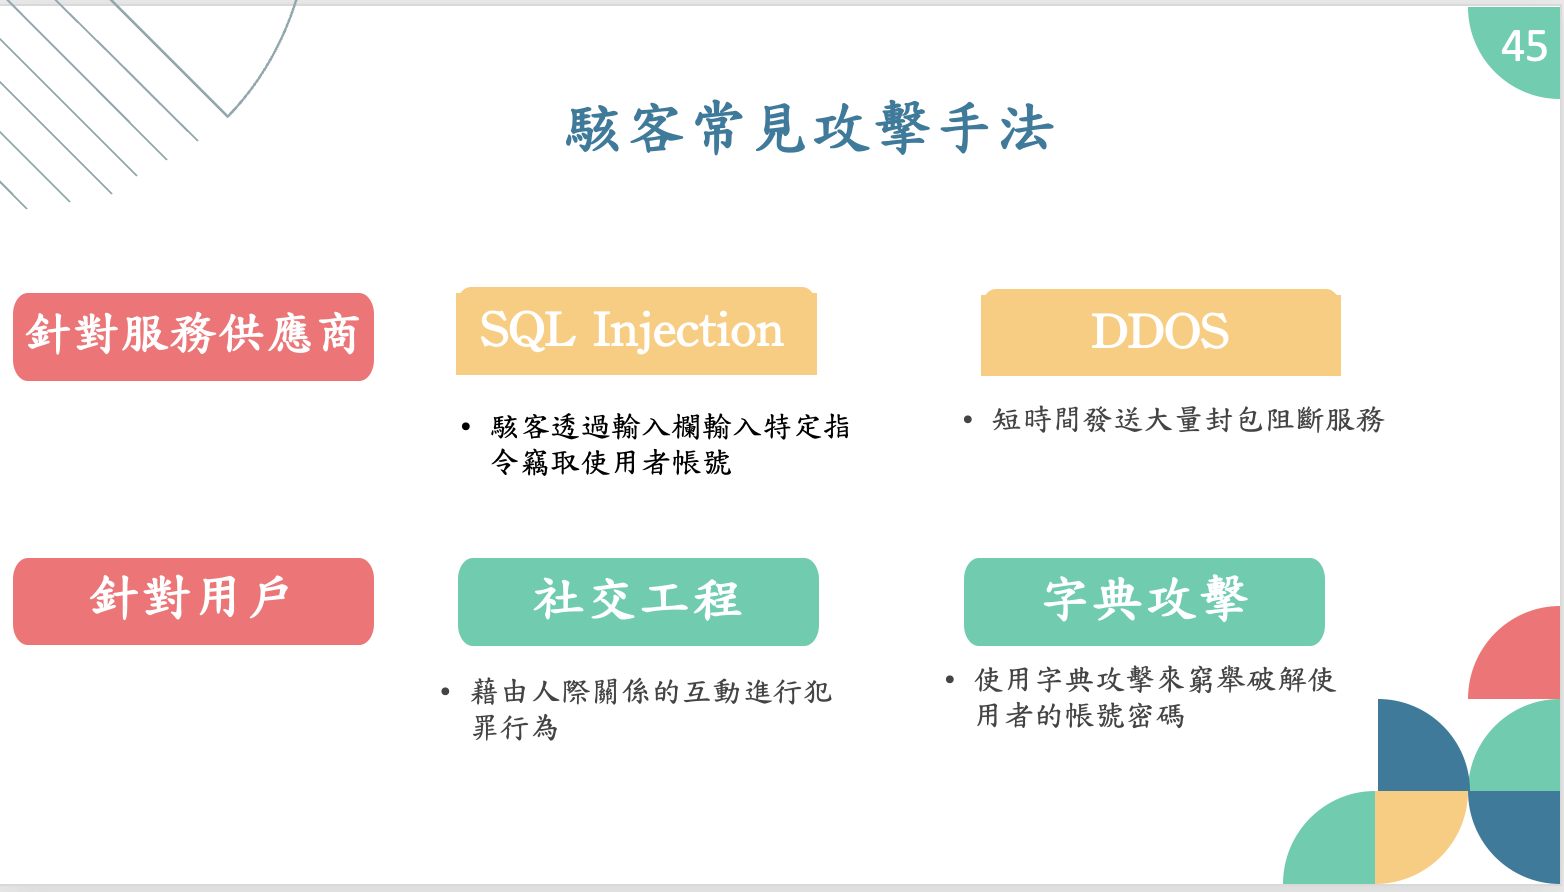 45
駭客常見攻擊手法
針對服務供應商
SQL Injection
DDOS
• 駭客透過輸入欄輸入特定指
令竊取使用者帳號
• 短時間發送大量封包阻斷服務
針對用戶
社交工程
字典攻擊
• 藉由人際關係的互動進行犯
罪行為
• 使用字典攻擊來窮舉破解使
用者的帳號密碼